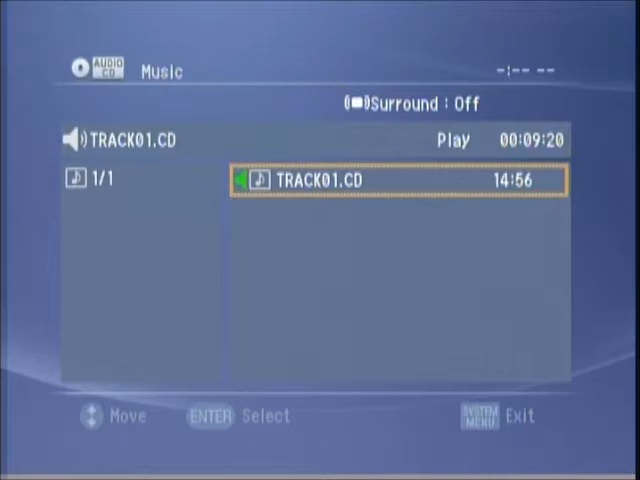 AUDIO CD Music -:-- --
Surround : Off
TRACK01.CD Play 00:09:20
1/1 TRACK01.CD 14:56
Move ENTER Select SYSTEM MENU Exit